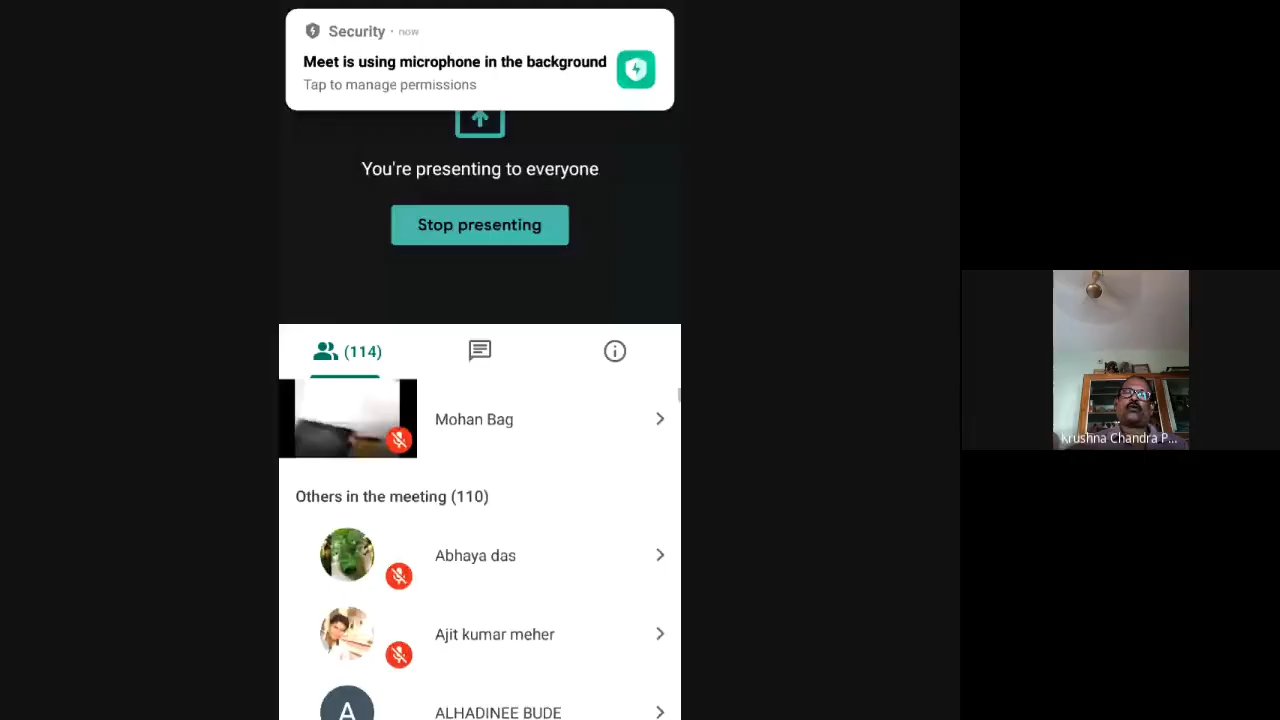 Security • now
Meet is using microphone in the background
Tap to manage permissions
You're presenting to everyone
Stop presenting
(114)
Mohan Bag
Others in the meeting (110)
Abhaya das
Ajit kumar meher
A
ALHADINEE BUDE
Krushna Chandra P...